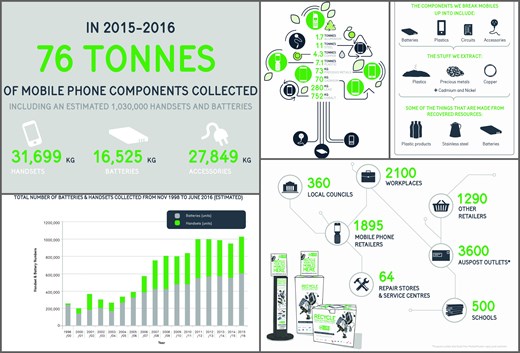 IN 2015-2016
76 TONNES
OF MOBILE PHONE COMPONENTS COLLECTED
INCLUDING AN ESTIMATED 1,030,000 HANDSETS AND BATTERIES
31,699 KG
HANDSETS
16,525 KG
BATTERIES
27,849 KG
ACCESSORIES
1.7
1.1
4.3
7.1
73
70
280
752
THE COMPONENTS WE BREAK MOBILES
UP INTO INCLUDE:
Batteries
Plastics
Circuits
Accessories
THE STUFF WE EXTRACT:
Plastics
Precious metals
Copper
+ Cadmium and Nickel
SOME OF THE THINGS THAT ARE MADE FROM
RECOVERED RESOURCES:
Plastic products
Stainless steel
Batteries
TOTAL NUMBER OF BATTERIES & HANDSETS COLLECTED FROM NOV 1998 TO JUNE 2016 (ESTIMATED)
Batteries (units)
Handsets (units)
Handset & Battery Numbers
1200,000
1000,000
800,000
600,000
400,000
200,000
0
Year
360
LOCAL COUNCILS
2100
WORKPLACES
1290
OTHER
RETAILERS
1895
MOBILE PHONE
RETAILERS
3600
AUSPOST OUTLETS*
64
REPAIR STORES
& SERVICE CENTRES
500
SCHOOLS
RECYCLE